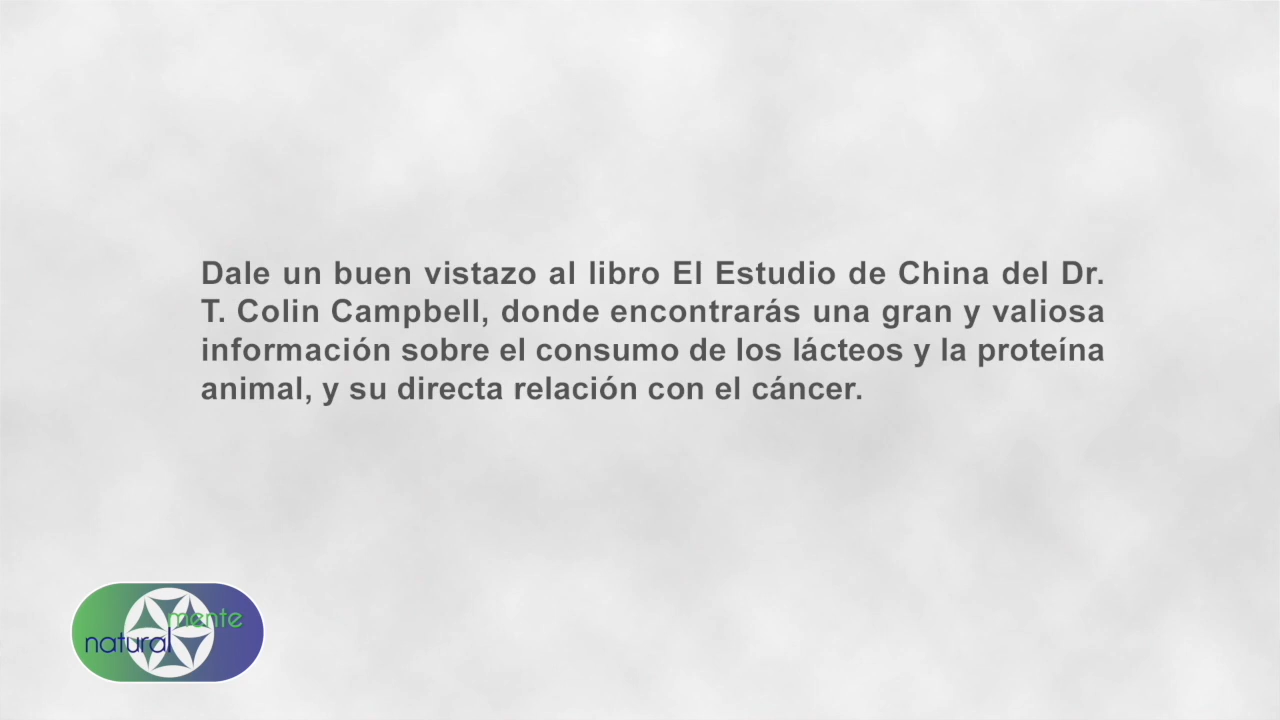 Dale un buen vistazo al libro El Estudio de China del Dr.
T. Colin Campbell, donde encontrarás una gran y valiosa
información sobre el consumo de los lácteos y la proteína
animal, y su directa relación con el cáncer.
mente
natural